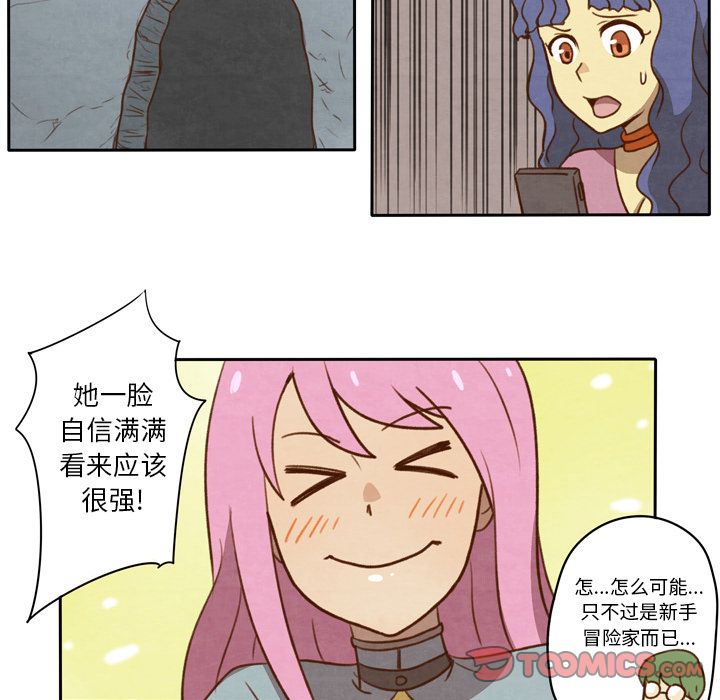 她一脸
自信满满
看来应该
很强!
怎...怎么可能...
只不过是新手
冒险家而已...
TOOMICS.COM